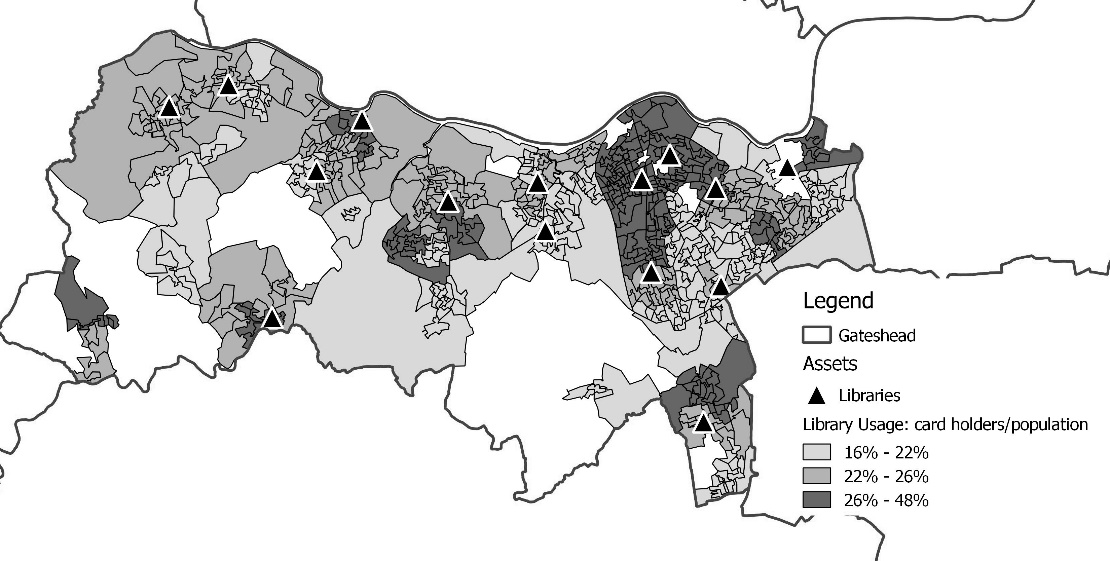 Legend
Gateshead
Assets
Libraries
Library Usage: card holders/population
16% - 22%
22% - 26%
26% - 48%